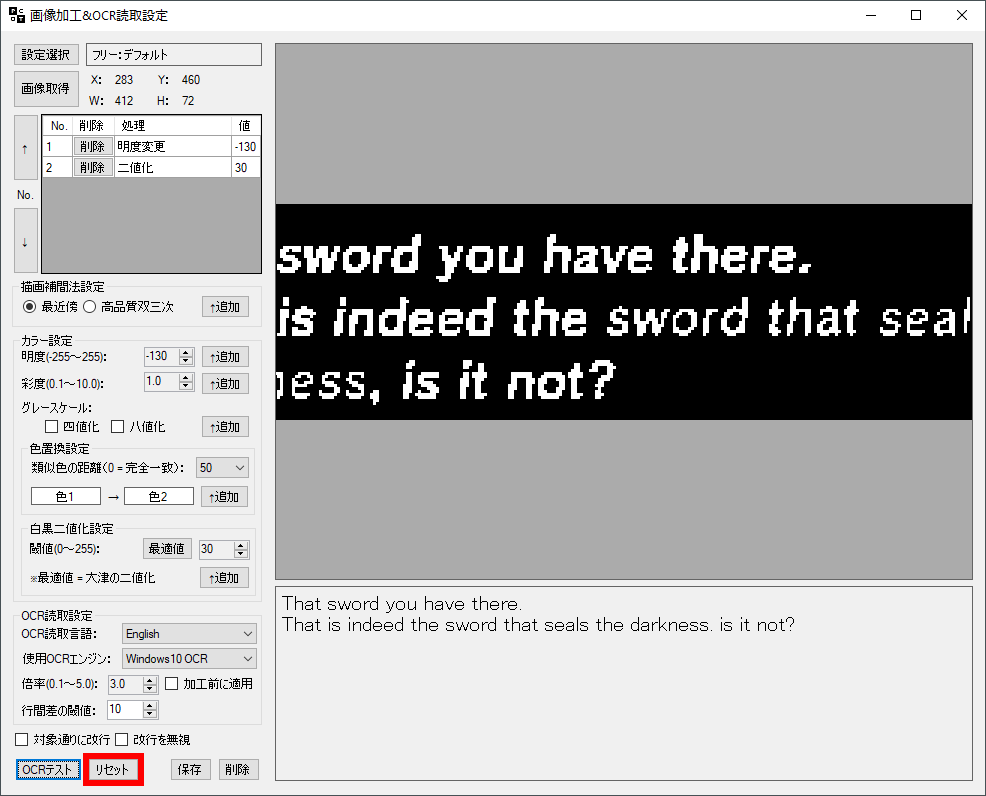 画像加工&OCR読取設定
設定選択 フリー:デフォルト
画像取得 X: 283 Y: 460
W: 412 H: 72
No. 削除 処理 値
1 削除 明度変更 -130
2 削除 二値化 30
↑
No.
↓
描画補間法設定
最近傍 高品質双三次 ↑追加
カラー設定
明度(-255~255): -130 ↑追加
彩度(0.1~10.0): 1.0 ↑追加
グレースケール:
四値化 八値化 ↑追加
色置換設定
類似色の距離(0=完全一致): 50
色1 → 色2 ↑追加
白黒二値化設定
閾値(0~255): 最適値 30
※最適値 = 大津の二値化 ↑追加
OCR読取設定
OCR読取言語: English
使用OCRエンジン: Windows10 OCR
倍率(0.1~5.0): 3.0 加工前に適用
行間差の閾値: 10
対象通りに改行 改行を無視
OCRテスト リセット 保存 削除
sword you have there.
is indeed the sword that seal
ness, is it not?
That sword you have there.
That is indeed the sword that seals the darkness. is it not?